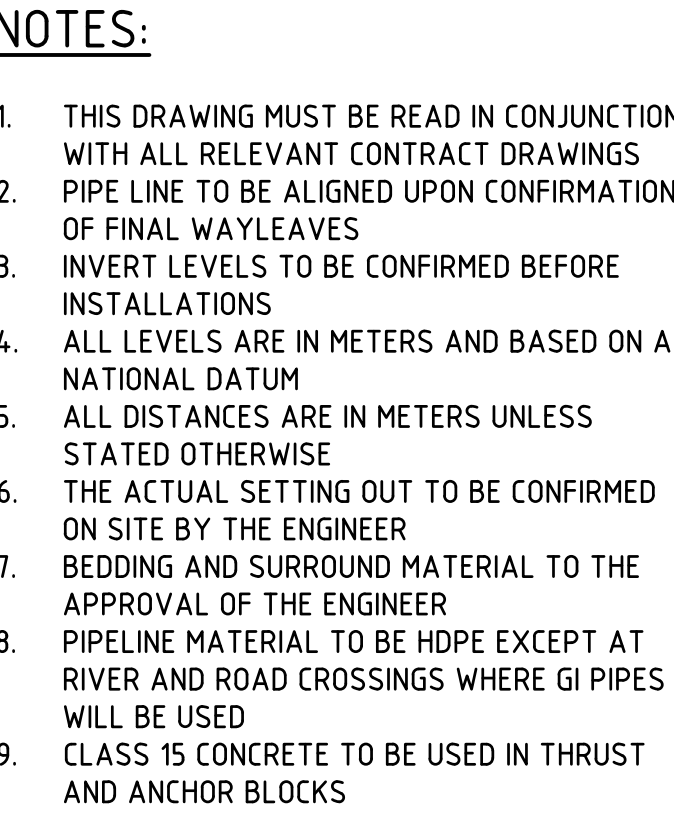 NOTES:
1. THIS DRAWING MUST BE READ IN CONJUNCTION
WITH ALL RELEVANT CONTRACT DRAWINGS
2. PIPE LINE TO BE ALIGNED UPON CONFIRMATION
OF FINAL WAYLEAVES
3. INVERT LEVELS TO BE CONFIRMED BEFORE
INSTALLATIONS
4. ALL LEVELS ARE IN METERS AND BASED ON A
NATIONAL DATUM
5. ALL DISTANCES ARE IN METERS UNLESS
STATED OTHERWISE
6. THE ACTUAL SETTING OUT TO BE CONFIRMED
ON SITE BY THE ENGINEER
7. BEDDING AND SURROUND MATERIAL TO THE
APPROVAL OF THE ENGINEER
8. PIPELINE MATERIAL TO BE HDPE EXCEPT AT
RIVER AND ROAD CROSSINGS WHERE GI PIPES
WILL BE USED
9. CLASS 15 CONCRETE TO BE USED IN THRUST
AND ANCHOR BLOCKS